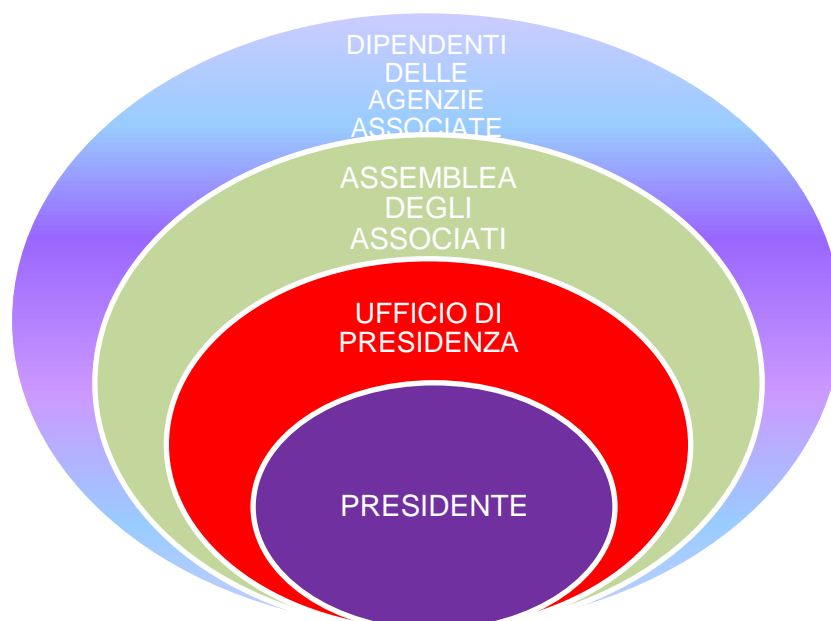 DIPENDENTI
DELLE
AGENZIE
ASSOCIATE
ASSEMBLEA
DEGLI
ASSOCIATI
UFFICIO DI
PRESIDENZA
PRESIDENTE